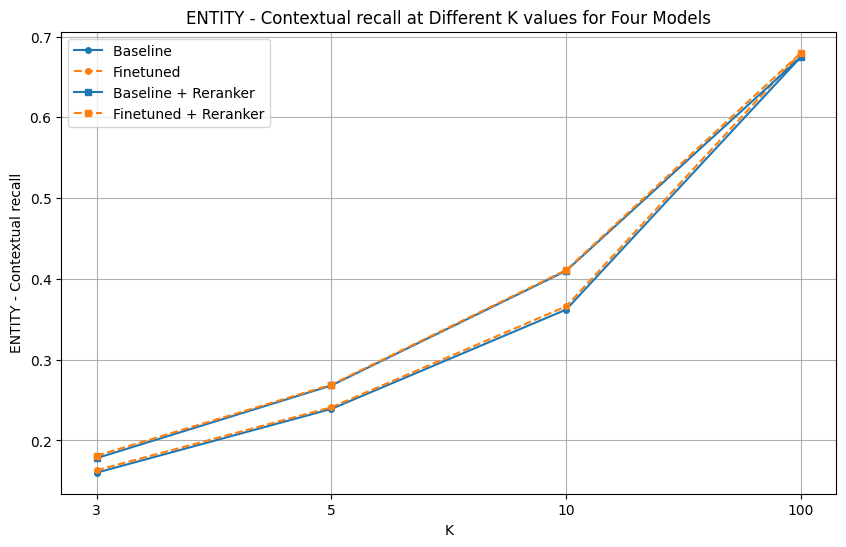 ENTITY - Contextual recall at Different K values for Four Models
Baseline
Finetuned
Baseline + Reranker
Finetuned + Reranker
ENTITY - Contextual recall
0.7
0.6
0.5
0.4
0.3
0.2
3
5
10
100
K